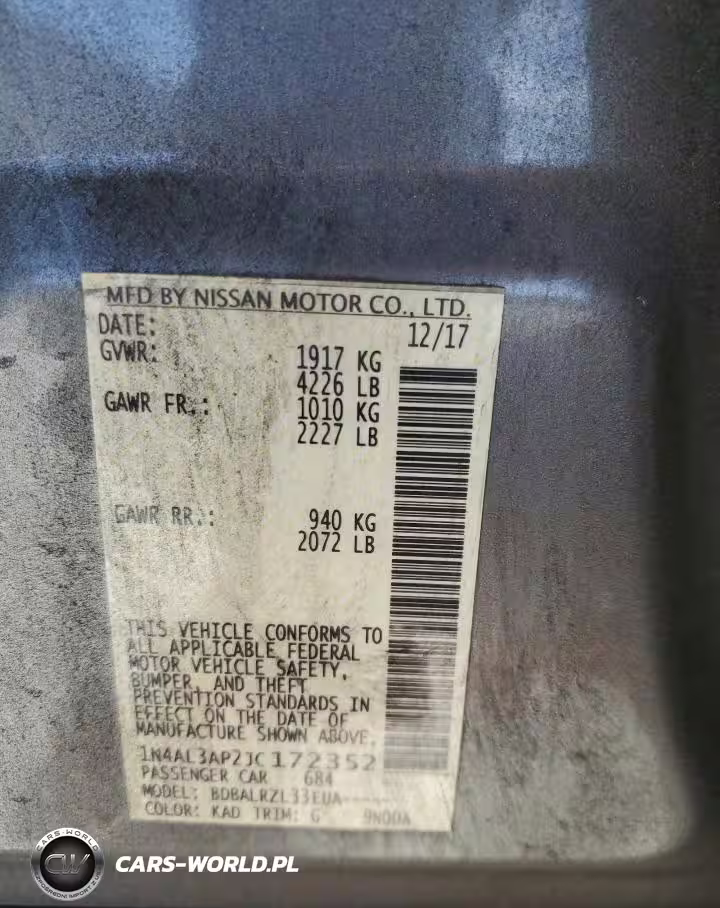 MFD BY NISSAN MOTOR CO., LTD.
DATE: 12/17
GVWR: 1917 KG
4226 LB
GAWR FR.: 1010 KG
2227 LB
GAWR RR.: 940 KG
2072 LB
THIS VEHICLE CONFORMS TO
ALL APPLICABLE FEDERAL
MOTOR VEHICLE SAFETY,
BUMPER, AND THEFT
PREVENTION STANDARDS IN
EFFECT ON THE DATE OF
MANUFACTURE SHOWN ABOVE.
1N4AL3AP2JC172352
PASSENGER CAR 684
MODEL: BDBALRZL33EUA-----
COLOR: KAD TRIM: G 9N00A
CARS-WORLD
CW
CARS-WORLD.PL